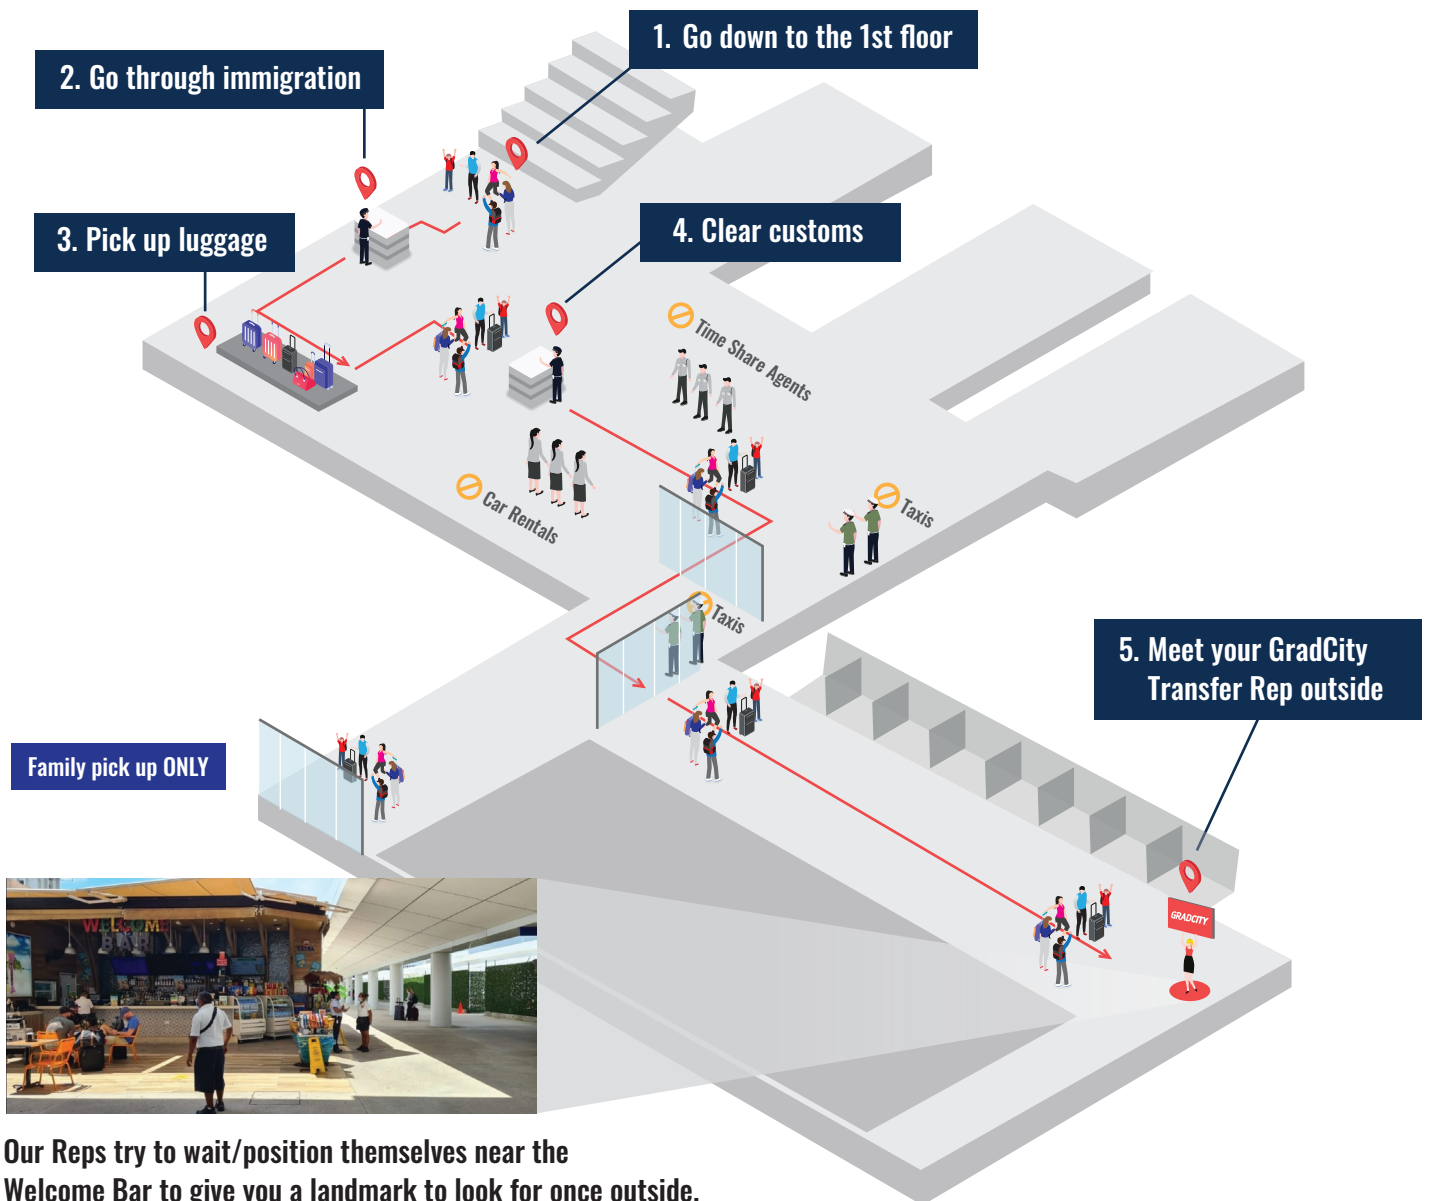 1. Go down to the 1st floor
2. Go through immigration
3. Pick up luggage
4. Clear customs
Time Share Agents
Car Rentals
Taxis
Taxis
5. Meet your GradCity
Transfer Rep outside
Family pick up ONLY
GRADCITY
WELCOME
BAR
Our Reps try to wait/position themselves near the
Welcome Bar to give you a landmark to look for once outside.